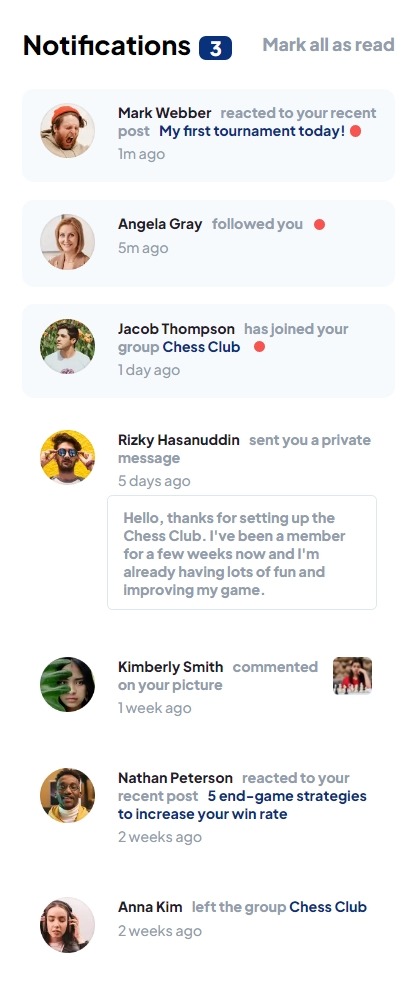 Notifications 3 Mark all as read
Mark Webber reacted to your recent
post My first tournament today!
1m ago
Angela Gray followed you
5m ago
Jacob Thompson has joined your
group Chess Club
1 day ago
Rizky Hasanuddin sent you a private
message
5 days ago
Hello, thanks for setting up the
Chess Club. I've been a member
for a few weeks now and I'm
already having lots of fun and
improving my game.
Kimberly Smith commented
on your picture
1 week ago
Nathan Peterson reacted to your
recent post 5 end-game strategies
to increase your win rate
2 weeks ago
Anna Kim left the group Chess Club
2 weeks ago